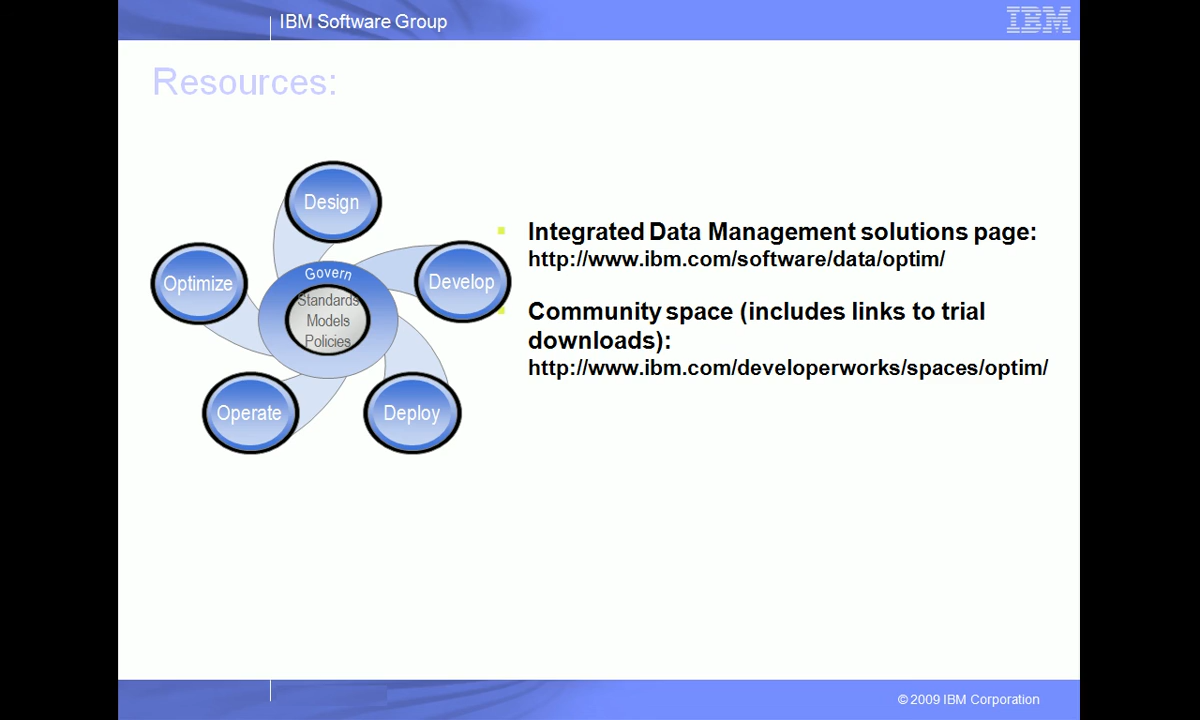 IBM Software Group
IBM
Resources:
Design
Optimize
Govern
Develop
Standards
Models
Policies
Operate
Deploy
Integrated Data Management solutions page:
http://www.ibm.com/software/data/optim/
Community space (includes links to trial
downloads):
http://www.ibm.com/developerworks/spaces/optim/
© 2009 IBM Corporation